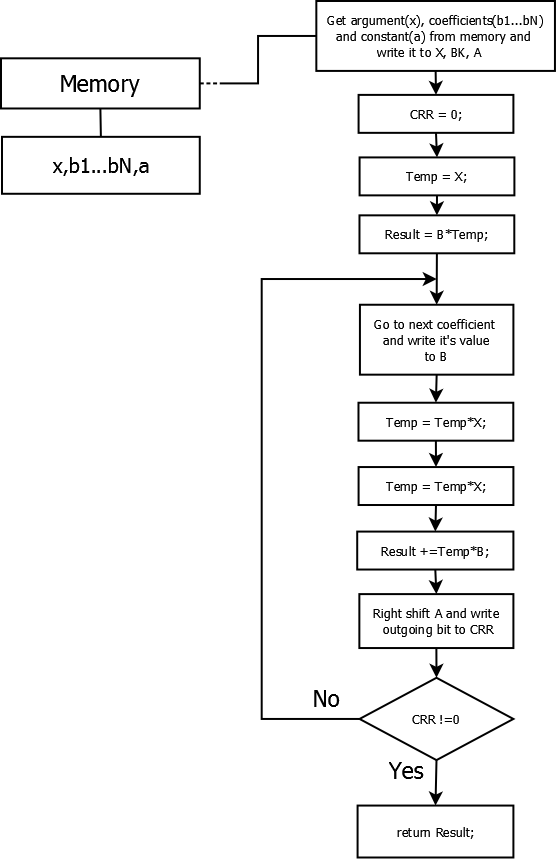 Get argument(x), coefficients(b1...bN)
and constant(a) from memory and
write it to X, BK, A
Memory
x,b1...bN,a
CRR = 0;
Temp = X;
Result = B*Temp;
Go to next coefficient
and write it's value
to B
Temp = Temp*X;
Temp = Temp*X;
Result +=Temp*B;
Right shift A and write
outgoing bit to CRR
No
CRR !=0
Yes
return Result;